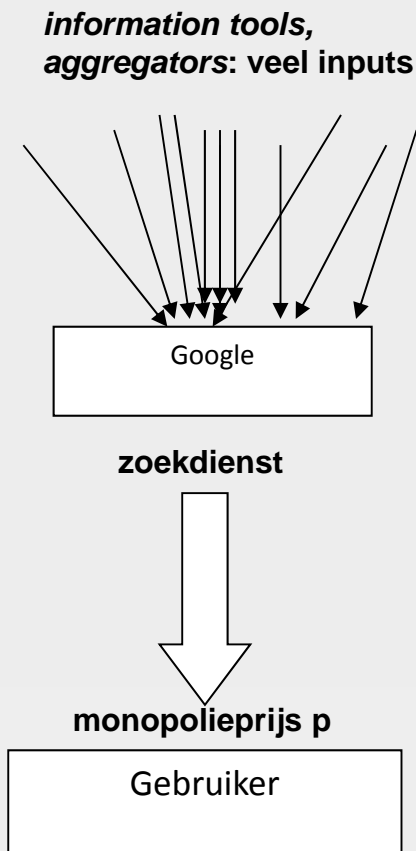 information tools,
aggregators: veel inputs
Google
zoekdienst
monopolieprijs p
Gebruiker